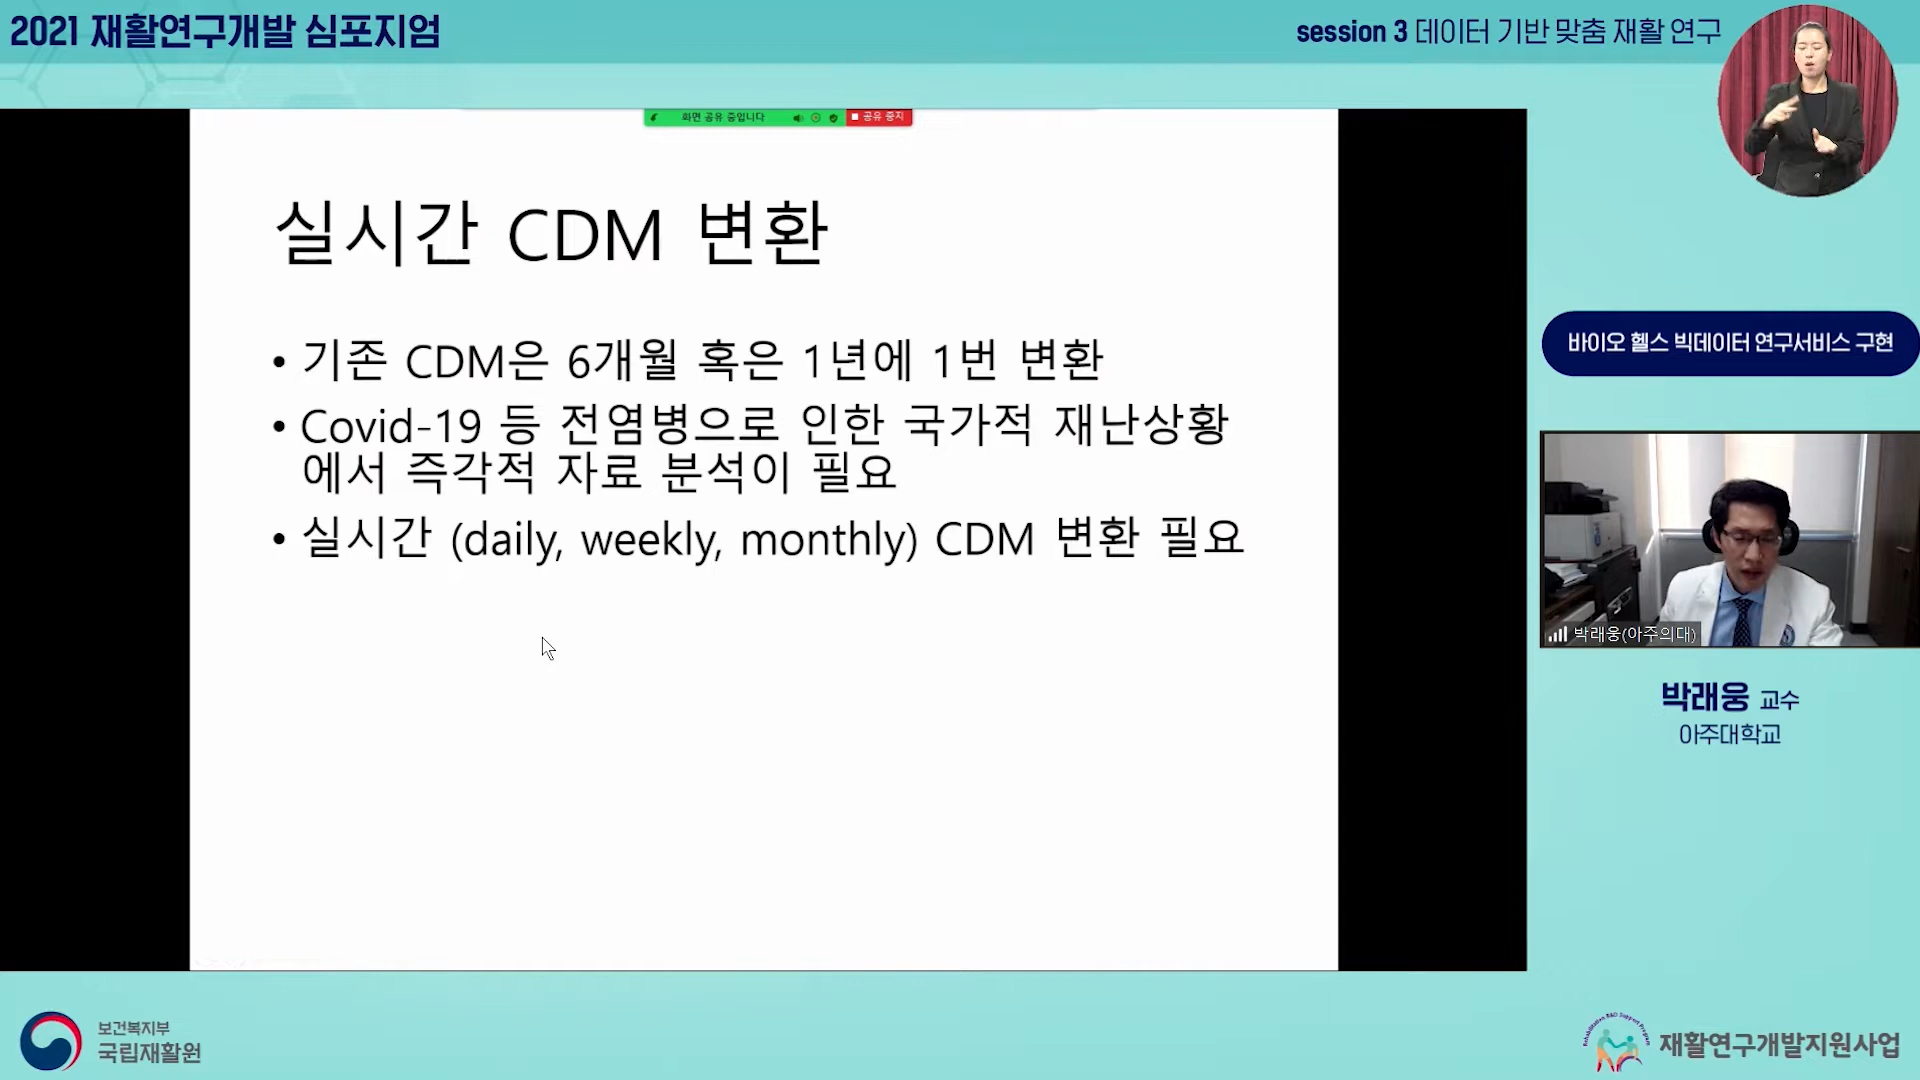 2021 재활연구개발 심포지엄
session 3 데이터 기반 맞춤 재활 연구
화면 공유 중입니다
공유 중지
실시간 CDM 변환
• 기존 CDM은 6개월 혹은 1년에 1번 변환
• Covid-19 등 전염병으로 인한 국가적 재난상황
에서 즉각적 자료 분석이 필요
• 실시간 (daily, weekly, monthly) CDM 변환 필요
바이오 헬스 빅데이터 연구서비스 구현
박래웅(아주의대)
박래웅 교수
아주대학교
보건복지부
국립재활원
Rehabilitation R&D Support Program
재활연구개발지원사업